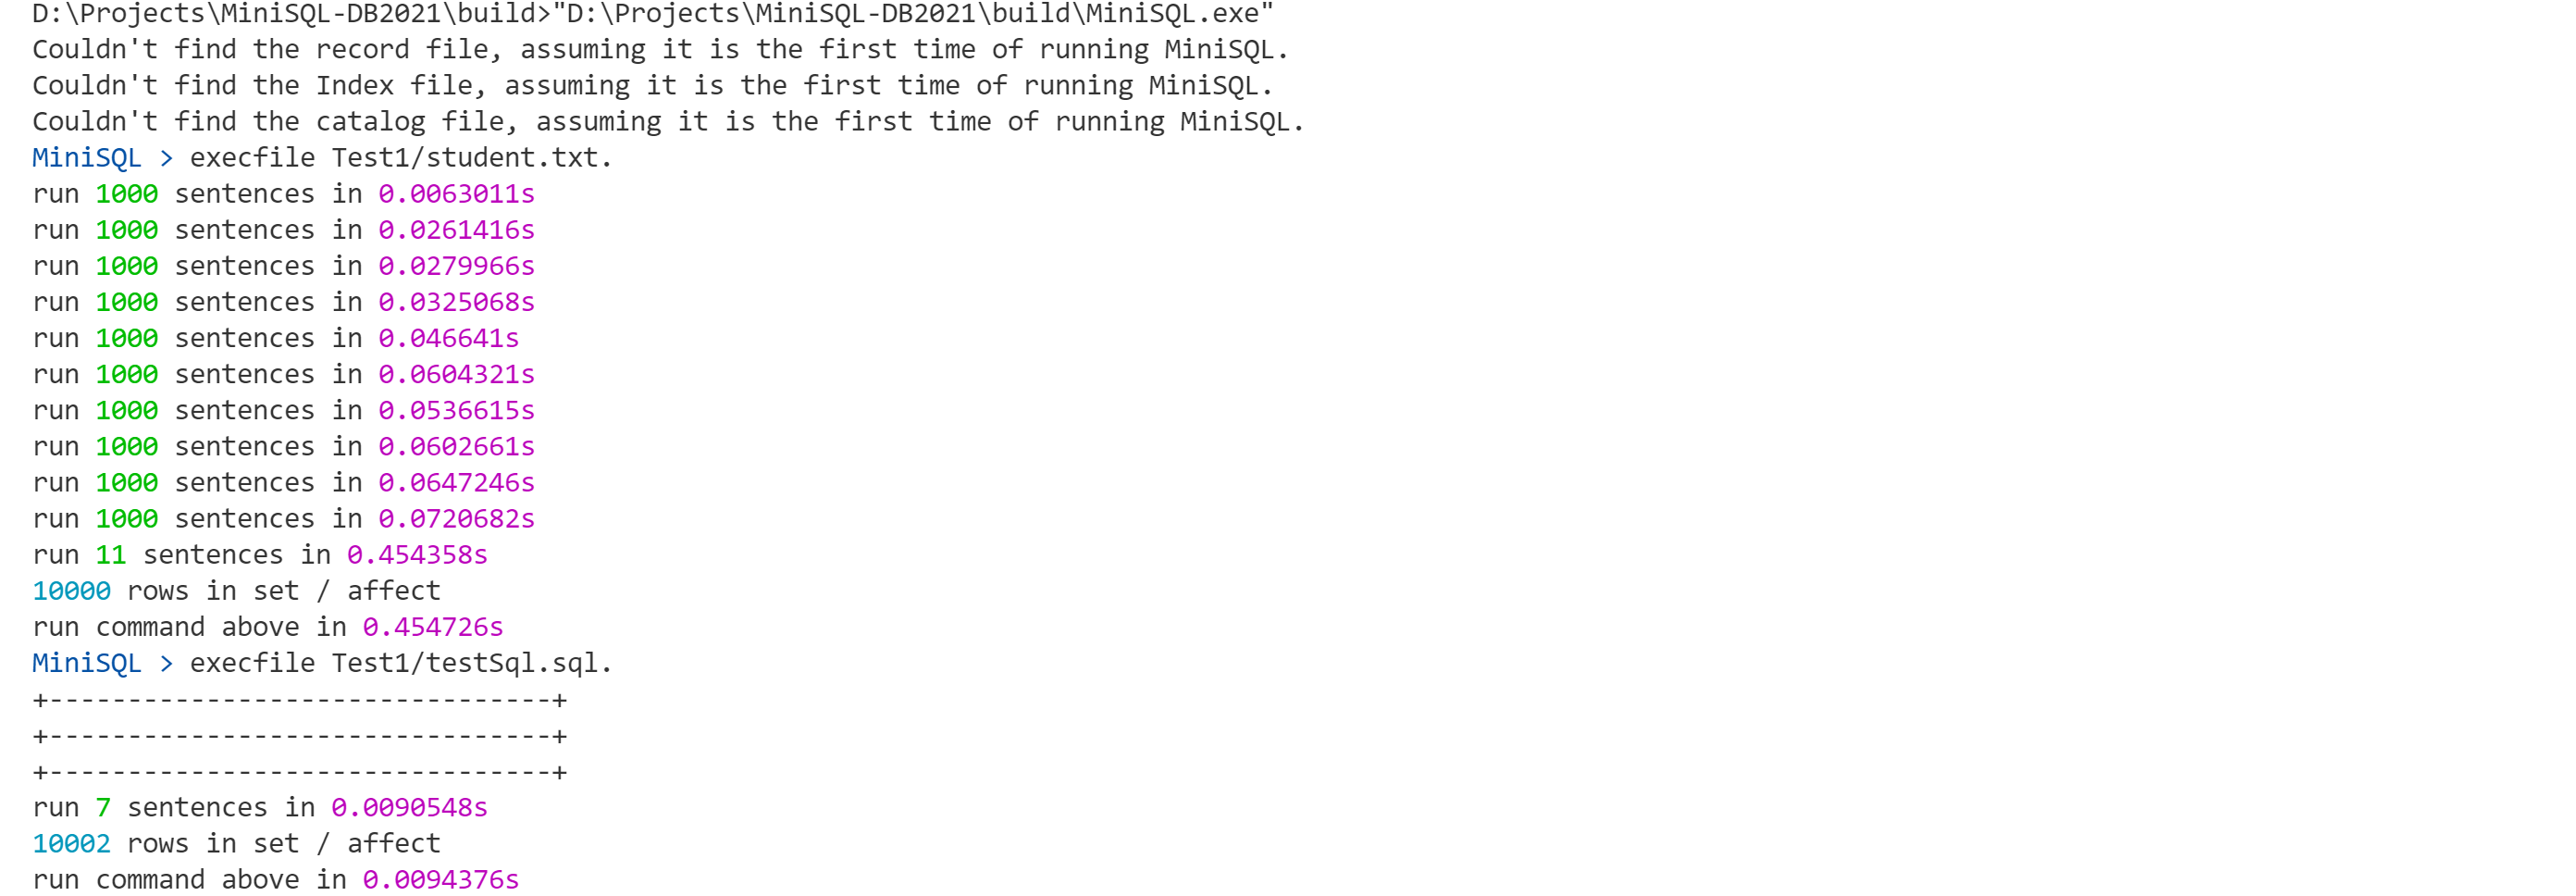 D:\Projects\MiniSQL-DB2021\build>"D:\Projects\MiniSQL-DB2021\build\MiniSQL.exe"
Couldn't find the record file, assuming it is the first time of running MiniSQL.
Couldn't find the Index file, assuming it is the first time of running MiniSQL.
Couldn't find the catalog file, assuming it is the first time of running MiniSQL.
MiniSQL > execfile Test1/student.txt.
run 1000 sentences in 0.0063011s
run 1000 sentences in 0.0261416s
run 1000 sentences in 0.0279966s
run 1000 sentences in 0.0325068s
run 1000 sentences in 0.046641s
run 1000 sentences in 0.0604321s
run 1000 sentences in 0.0536615s
run 1000 sentences in 0.0602661s
run 1000 sentences in 0.0647246s
run 1000 sentences in 0.0720682s
run 11 sentences in 0.454358s
10000 rows in set / affect
run command above in 0.454726s
MiniSQL > execfile Test1/testSql.sql.
+--------------------------------+
+--------------------------------+
+--------------------------------+
run 7 sentences in 0.0090548s
10002 rows in set / affect
run command above in 0.0094376s